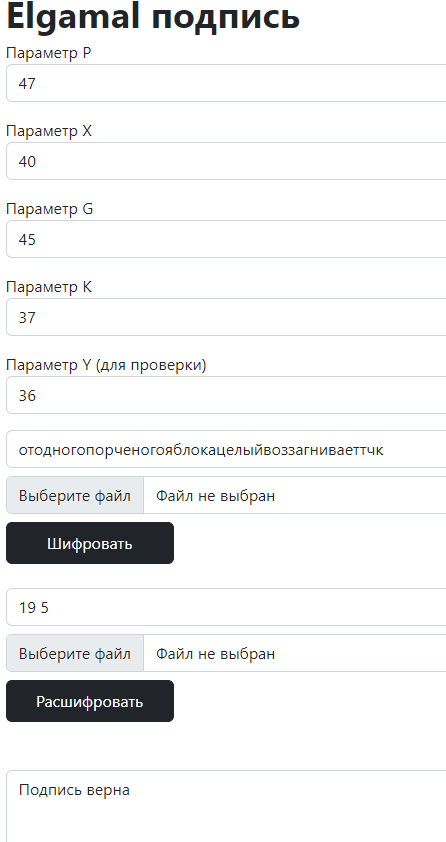 Elgamal подпись
Параметр P
47
Параметр X
40
Параметр G
45
Параметр К
37
Параметр Y (для проверки)
36
отодногопорченогояблокацелыйвоззагниваеттчк
Выберите файл Файл не выбран
Шифровать
19 5
Выберите файл Файл не выбран
Расшифровать
Подпись верна